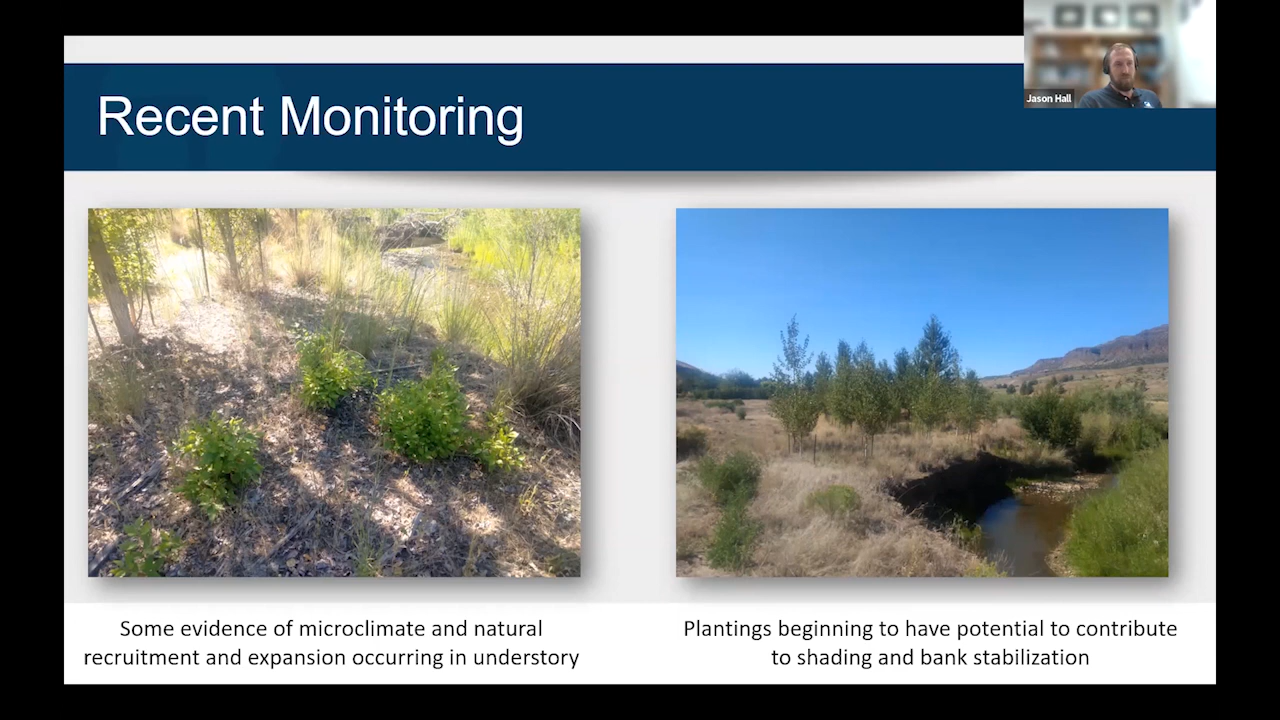 Jason Hall
Recent Monitoring
Some evidence of microclimate and natural
recruitment and expansion occurring in understory
Plantings beginning to have potential to contribute
to shading and bank stabilization